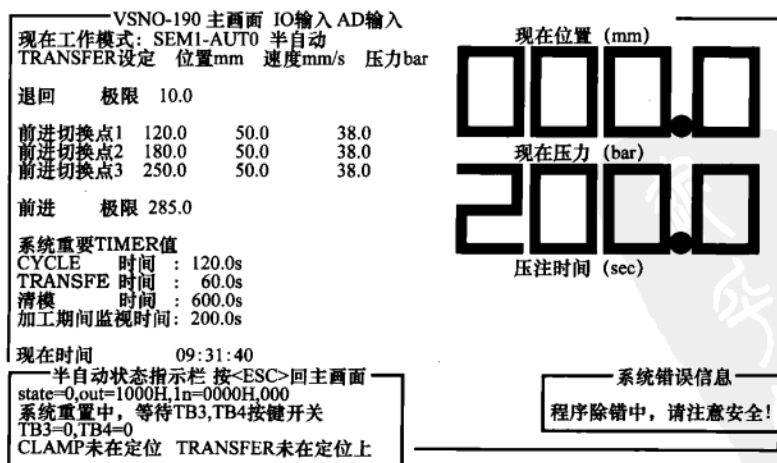 VSNO-190 主画面 IO输入 AD输入
现在工作模式: SEM1-AUT0 半自动
TRANSFER设定 位置mm 速度mm/s 压力bar
退回 极限 10.0
前进切换点1 120.0 50.0 38.0
前进切换点2 180.0 50.0 38.0
前进切换点3 250.0 50.0 38.0
前进 极限 285.0
系统重要TIMER值
CYCLE 时间 : 120.0s
TRANSFE 时间 : 60.0s
清模 时间 : 600.0s
加工期间监视时间: 200.0s
现在时间 09:31:40
现在位置 (mm)
000.0
现在压力 (bar)
200.0
压注时间 (sec)
半自动状态指示栏 按<ESC>回主画面
state=0,out=1000H,1n=0000H,000
系统重置中，等待TB3,TB4按键开关
TB3=0,TB4=0
CLAMP未在定位 TRANSFER未在定位上
系统错误信息
程序除错中，请注意安全!